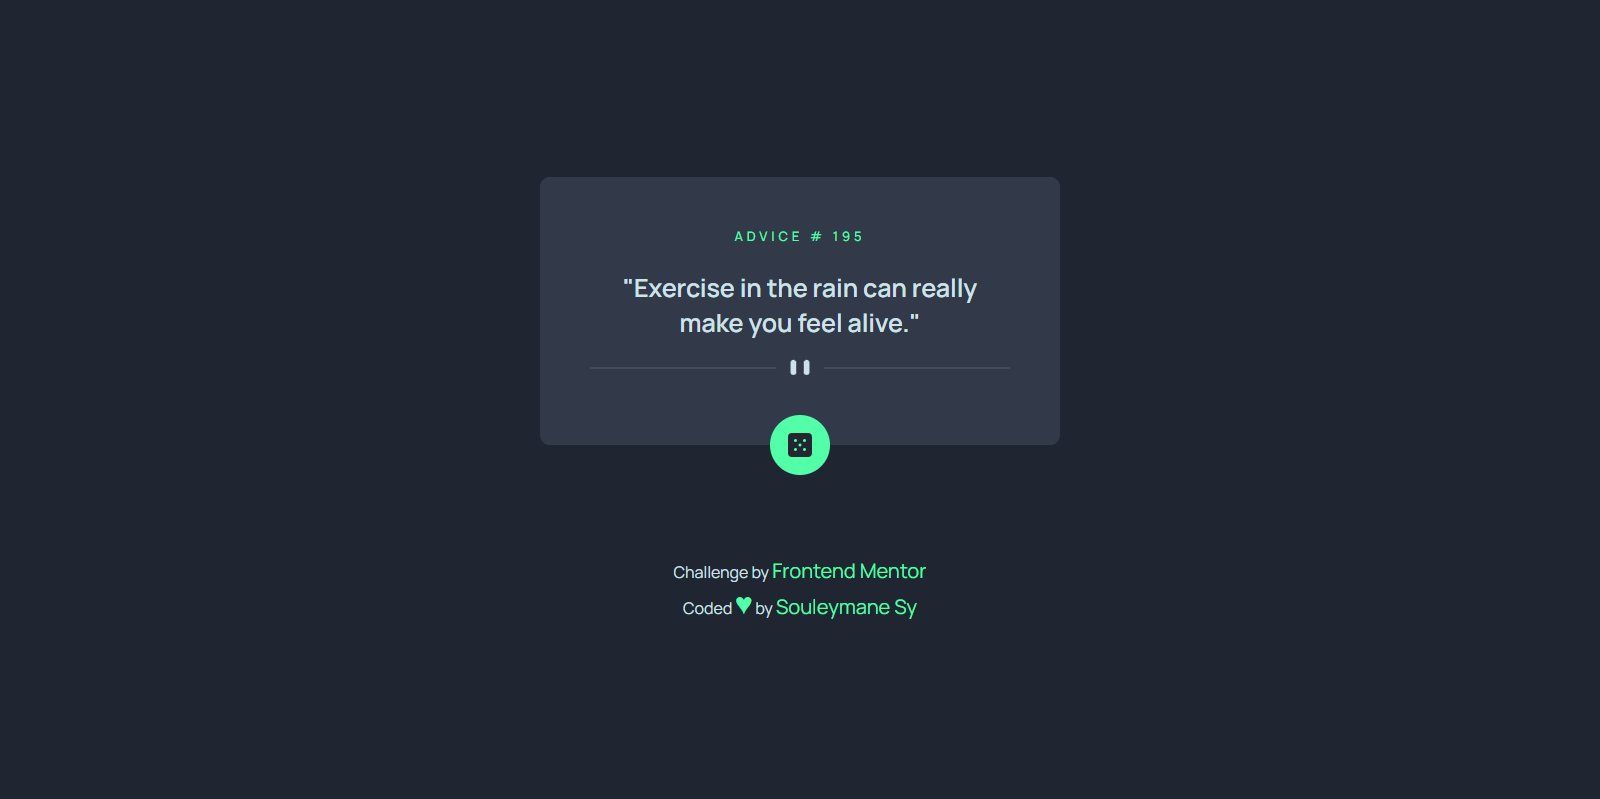 ADVICE # 195
"Exercise in the rain can really
make you feel alive."
Challenge by Frontend Mentor
Coded ♥ by Souleymane Sy